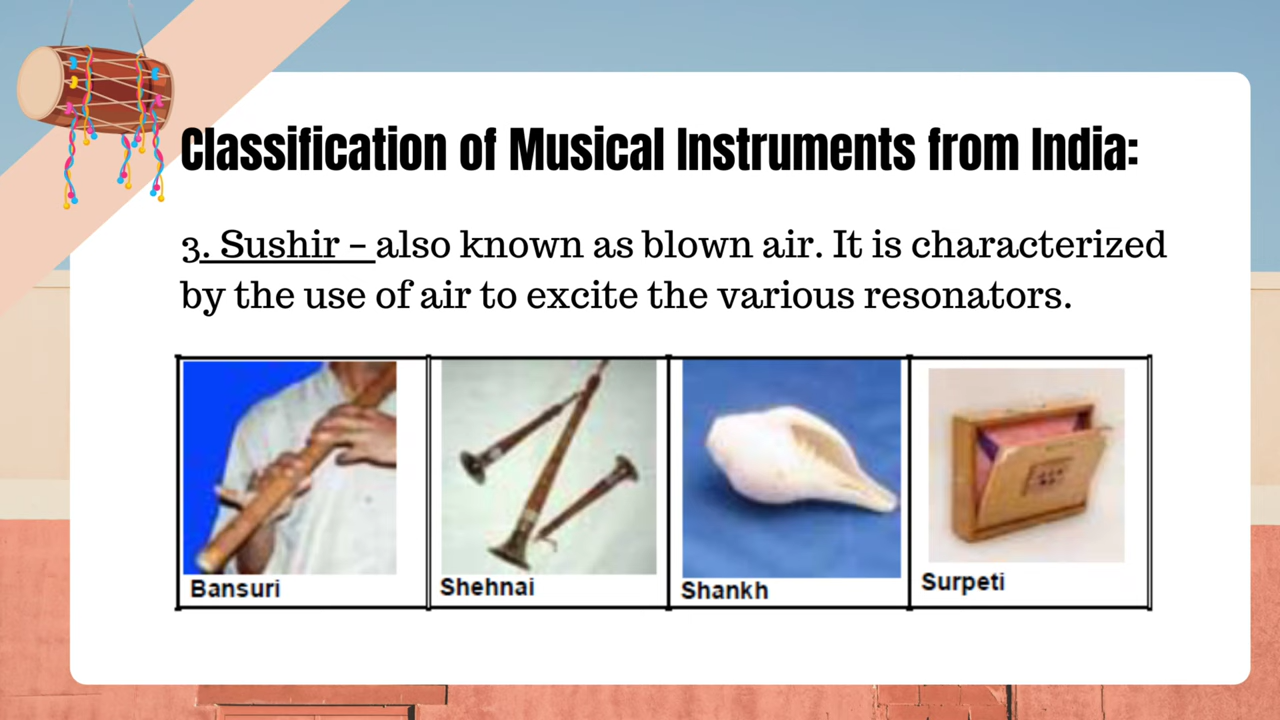 Classification of Musical Instruments from India:
3. Sushir – also known as blown air. It is characterized
by the use of air to excite the various resonators.
Bansuri
Shehnai
Shankh
Surpeti